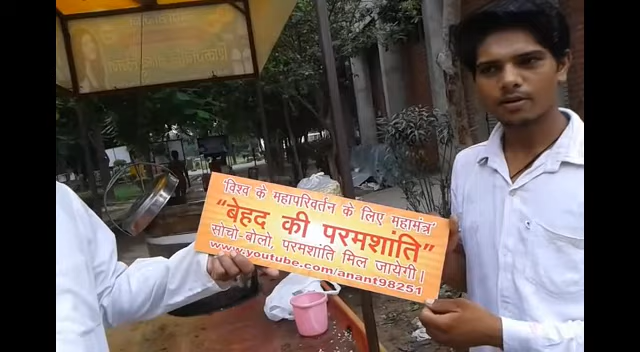 'विश्व के महापरिवर्तन के लिए महामंत्र'
"बेहद की परमशांति"
सोचो-बोलो, परमशांति मिल जायेगी।
www.youtube.com/anant98251